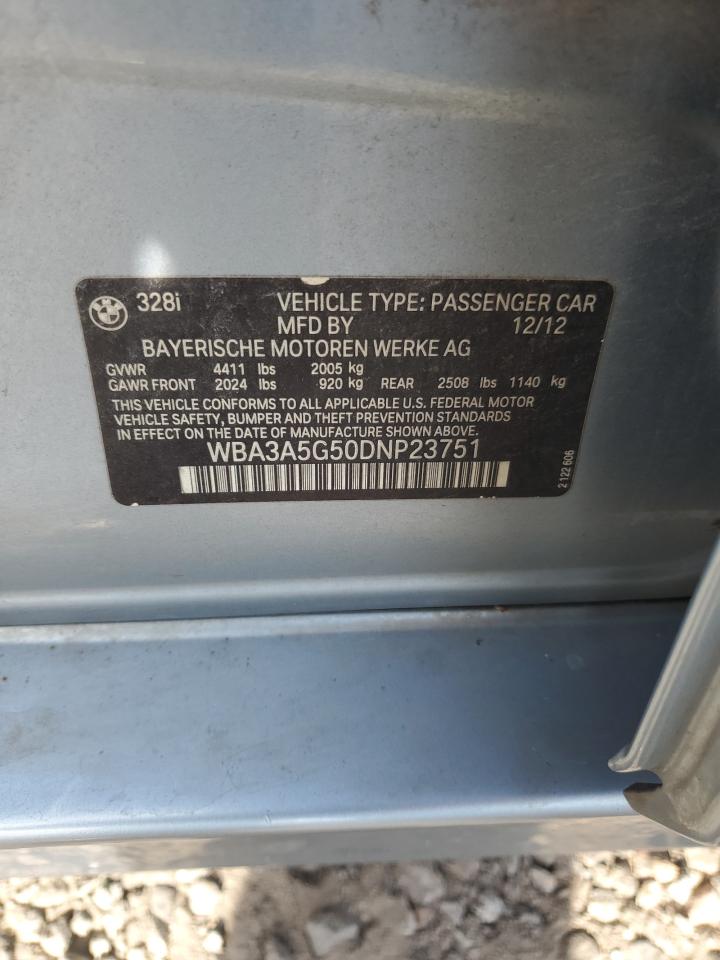 328i VEHICLE TYPE: PASSENGER CAR
MFD BY 12/12
BAYERISCHE MOTOREN WERKE AG
GVWR 4411 lbs 2005 kg
GAWR FRONT 2024 lbs 920 kg REAR 2508 lbs 1140 kg
THIS VEHICLE CONFORMS TO ALL APPLICABLE U.S. FEDERAL MOTOR
VEHICLE SAFETY, BUMPER AND THEFT PREVENTION STANDARDS
IN EFFECT ON THE DATE OF MANUFACTURE SHOWN ABOVE.
WBA3A5G50DNP23751
2 122 606